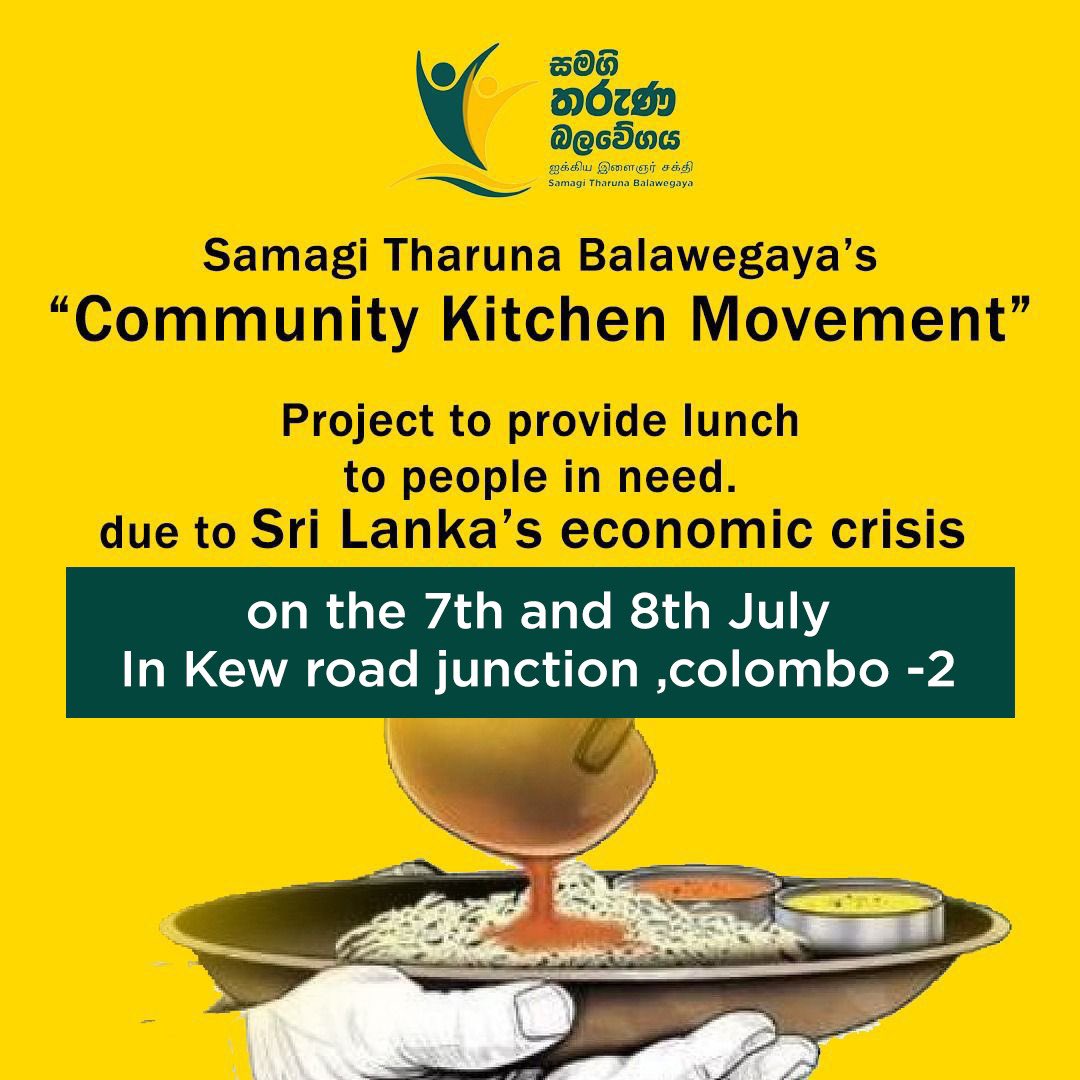 සමගි
තරුණ
බලවේගය
ஐக்கிய இளைஞர் சக்தி
Samagi Tharuna Balawegaya
Samagi Tharuna Balawegaya’s
“Community Kitchen Movement”
Project to provide lunch
to people in need.
due to Sri Lanka’s economic crisis
on the 7th and 8th July
In Kew road junction ,colombo -2